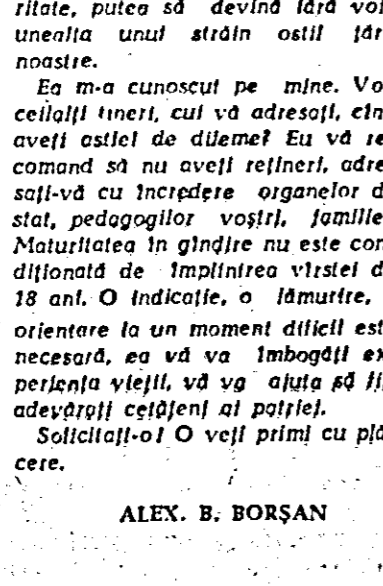 ritate, putea să devină fără voi
unealta unui străin ostil țăr
noastre.
Ea m-a cunoscut pe mine. Vo
ceilalți tineri, cui vă adresați, cîn
aveți astfel de dileme? Eu vă re
comand să nu aveți rețineri, adre
sați-vă cu încredere organelor d
stat, pedagogilor voștri, familie
Maturitatea în gîndire nu este con
diționată de împlinirea vîrstei d
18 ani. O indicație, o lămurire,
orientare la un moment dificil est
necesară, ea vă va îmbogăți ex
periența vieții, vă va ajuta să fi
adevărați cetățeni ai patriei.
Solicitați-o! O veți primi cu plă
cere.
ALEX. B. BORȘAN